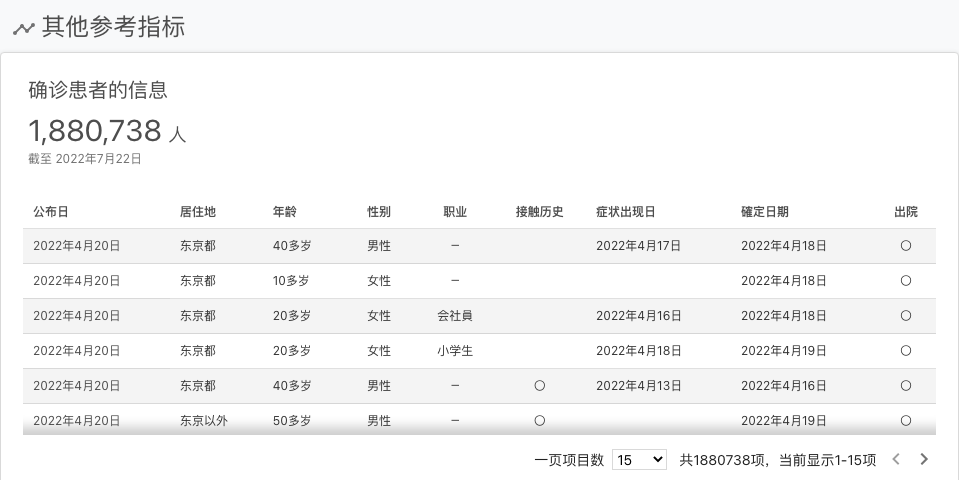 其他参考指标
确诊患者的信息
1,880,738 人
截至 2022年7月22日
公布日 居住地 年龄 性别 职业 接触历史 症状出现日 確定日期 出院
2022年4月20日 东京都 40多岁 男性 － 2022年4月17日 2022年4月18日 〇
2022年4月20日 东京都 10多岁 女性 － 2022年4月18日 〇
2022年4月20日 东京都 20多岁 女性 会社員 2022年4月16日 2022年4月18日 〇
2022年4月20日 东京都 20多岁 女性 小学生 2022年4月18日 2022年4月19日 〇
2022年4月20日 东京都 40多岁 男性 － 〇 2022年4月13日 2022年4月16日 〇
2022年4月20日 东京以外 50多岁 男性 － 〇 2022年4月19日 〇
一页项目数 15 共1880738项，当前显示1-15项